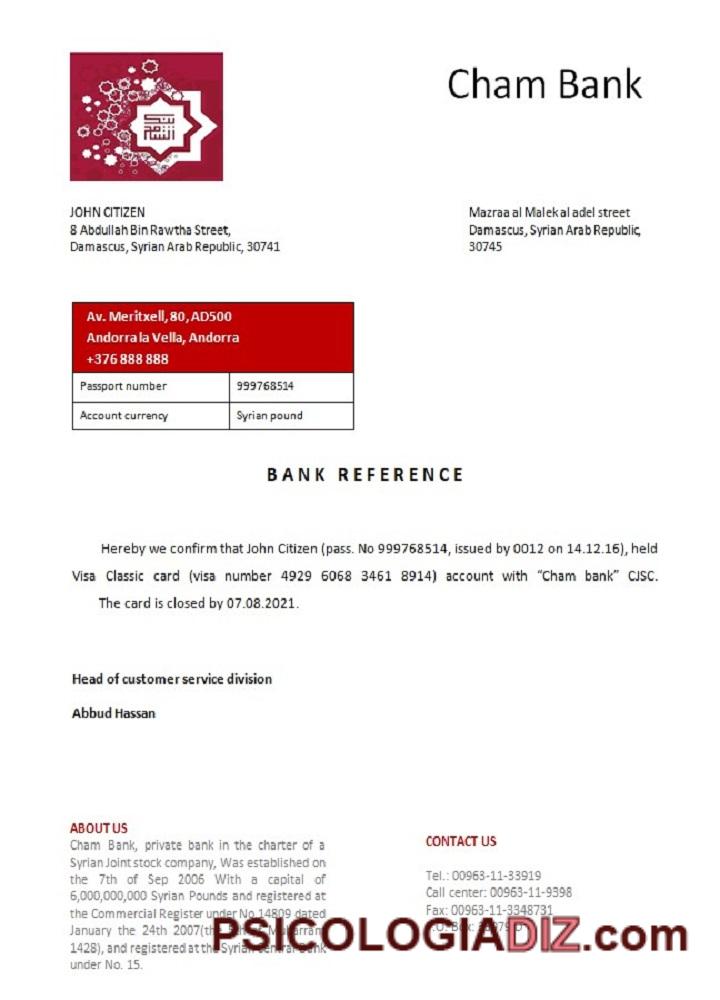 Cham Bank
JOHN CITIZEN
8 Abdullah Bin Rawtha Street,
Damascus, Syrian Arab Republic, 30741
Mazraa al Malek al adel street
Damascus, Syrian Arab Republic,
30745
Av. Meritxell, 80, AD500
Andorra la Vella, Andorra
+376 888 888
Passport number 999768514
Account currency Syrian pound
BANK REFERENCE
Hereby we confirm that John Citizen (pass. No 999768514, issued by 0012 on 14.12.16), held
Visa Classic card (visa number 4929 6068 3461 8914) account with “Cham bank” CJSC.
The card is closed by 07.08.2021.
Head of customer service division
Abbud Hassan
ABOUT US
Cham Bank, private bank in the charter of a
Syrian Joint stock company, Was established on
the 7th of Sep 2006 With a capital of
6,000,000,000 Syrian Pounds and registered at
the Commercial Register under No.14809 dated
January the 24th 2007(the of Muharram
1428), and registered at the Syrian Central Bank
under No. 15.
CONTACT US
Tel.: 00963-11-33919
Call center: 00963-11-9398
Fax: 00963-11-3348731
Box:
PSICOLOGIADIZ.com